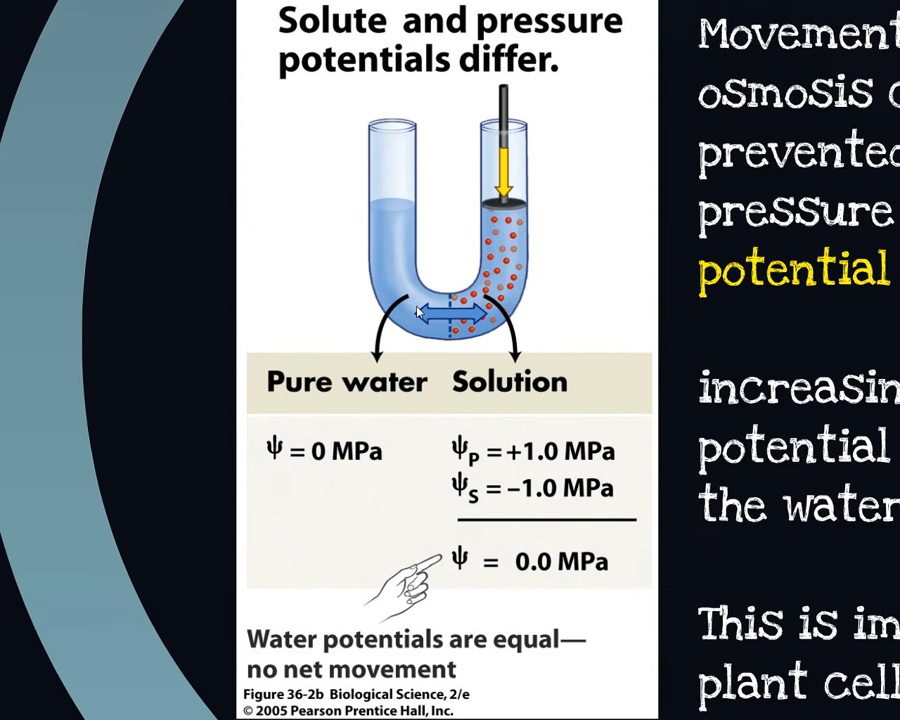 Solute and pressure
potentials differ.
Pure water Solution
ψ = 0 MPa ψP = +1.0 MPa
ψS = –1.0 MPa
ψ = 0.0 MPa
Water potentials are equal—
no net movement
Figure 36-2b Biological Science, 2/e
© 2005 Pearson Prentice Hall, Inc.
Movement
osmosis
prevented
pressure
potential
increasin
potential
the water
This is im
plant cell